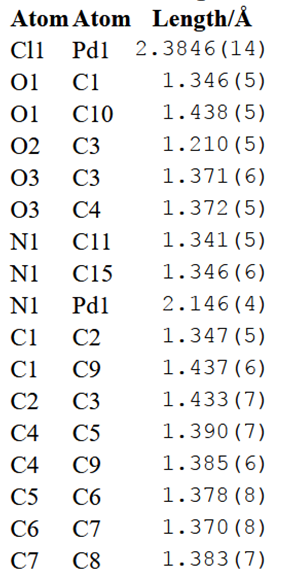 Atom Atom Length/Å
Cl1 Pd1 2.3846(14)
O1 C1 1.346(5)
O1 C10 1.438(5)
O2 C3 1.210(5)
O3 C3 1.371(6)
O3 C4 1.372(5)
N1 C11 1.341(5)
N1 C15 1.346(6)
N1 Pd1 2.146(4)
C1 C2 1.347(5)
C1 C9 1.437(6)
C2 C3 1.433(7)
C4 C5 1.390(7)
C4 C9 1.385(6)
C5 C6 1.378(8)
C6 C7 1.370(8)
C7 C8 1.383(7)